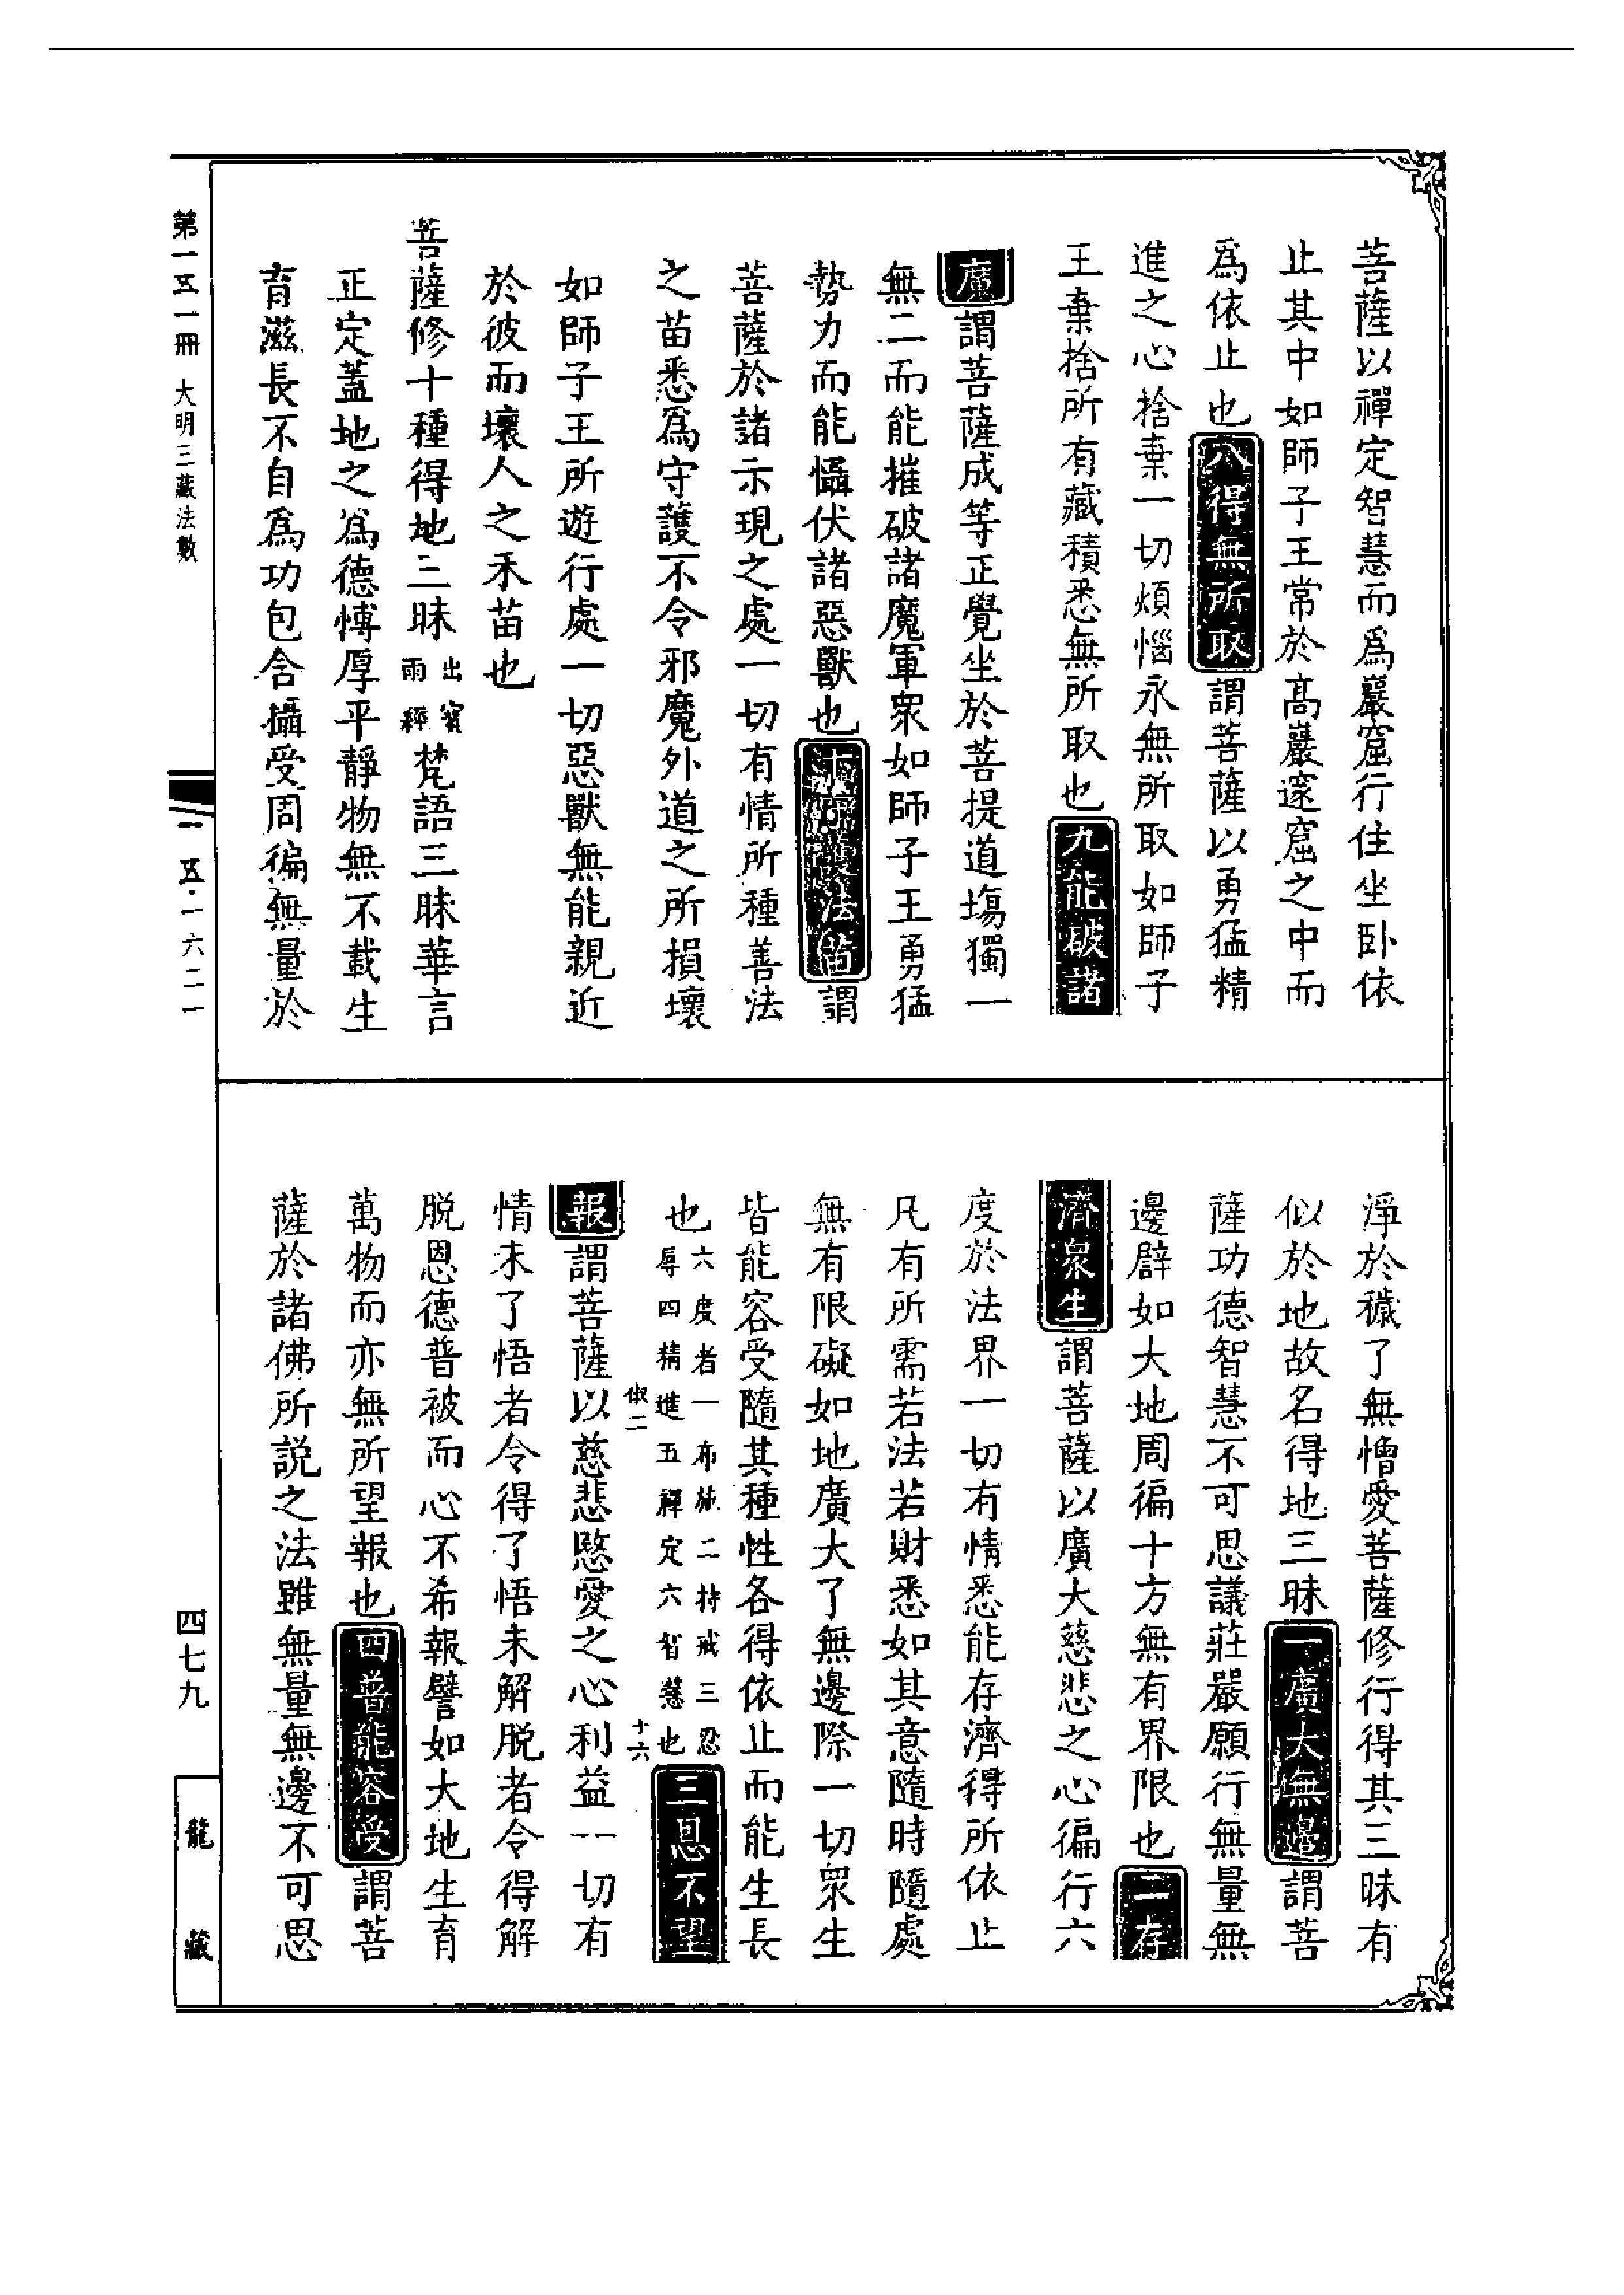 菩薩以禪定智慧而爲巖窟行住坐卧依
止其中如師子王常於髙巖邃窟之中而
爲依止也八得無所取謂菩薩以勇猛精
進之心捨棄一切煩惱永無所取如師子
王棄捨所有藏積悉無所取也九能破諸
魔謂菩薩成等正覺坐於菩提道場獨一
無二而能摧破諸魔軍衆如師子王勇猛
勢力而能懾伏諸惡獸也十守護法苗謂
菩薩於諸示現之處一切有情所種善法
之苗悉爲守護不令邪魔外道之所損壞
如師子王所遊行處一切惡獸無能親近
於彼而壞人之禾苗也
菩薩修十種得地三昧出寳雨經梵語三昧華言
正定蓋地之爲德博厚平靜物無不載生
育滋長不自爲功包含攝受周徧無量於
淨於穢了無憎愛菩薩修行得其三昧有
似於地故名得地三昧一廣大無邊謂菩
薩功德智慧不可思議莊嚴願行無量無
邊辟如大地周徧十方無有界限也二存
濟衆生謂菩薩以廣大慈悲之心徧行六
度於法界一切有情悉能存濟得所依止
凡有所需若法若財悉如其意隨時隨處
無有限礙如地廣大了無邊際一切衆生
皆能容受隨其種性各得依止而能生長
也六度者一布施二持戒三忍辱四精進五禪定六智慧也三恩不望
俶二 十六
報謂菩薩以慈悲愍愛之心利益一切有
情未了悟者令得了悟未解脱者令得解
脱恩德普被而心不希報譬如大地生育
萬物而亦無所望報也四普能容受謂菩
薩於諸佛所説之法雖無量無邊不可思
第一五一冊 大明三藏法數
一五·一六二一
四七九
龍藏